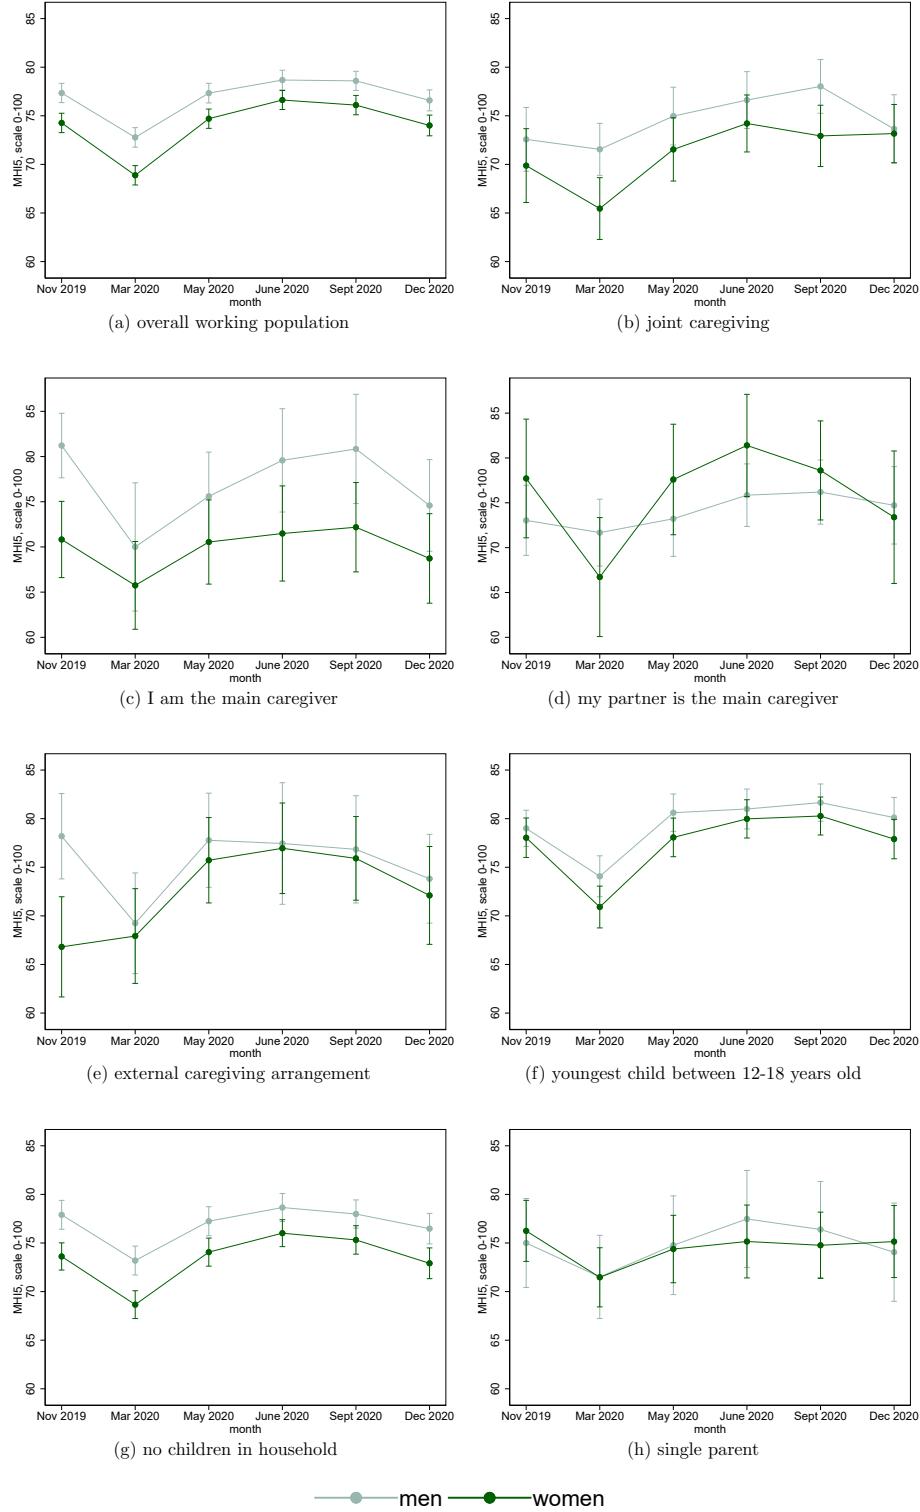 MHI5, scale 0-100
60 65 70 75 80 85
Nov 2019 Mar 2020 May 2020 June 2020 Sept 2020 Dec 2020
month
(a) overall working population
MHI5, scale 0-100
60 65 70 75 80 85
Nov 2019 Mar 2020 May 2020 June 2020 Sept 2020 Dec 2020
month
(b) joint caregiving
MHI5, scale 0-100
60 65 70 75 80 85
Nov 2019 Mar 2020 May 2020 June 2020 Sept 2020 Dec 2020
month
(c) I am the main caregiver
MHI5, scale 0-100
60 65 70 75 80 85
Nov 2019 Mar 2020 May 2020 June 2020 Sept 2020 Dec 2020
month
(d) my partner is the main caregiver
MHI5, scale 0-100
60 65 70 75 80 85
Nov 2019 Mar 2020 May 2020 June 2020 Sept 2020 Dec 2020
month
(e) external caregiving arrangement
MHI5, scale 0-100
60 65 70 75 80 85
Nov 2019 Mar 2020 May 2020 June 2020 Sept 2020 Dec 2020
month
(f) youngest child between 12-18 years old
MHI5, scale 0-100
60 65 70 75 80 85
Nov 2019 Mar 2020 May 2020 June 2020 Sept 2020 Dec 2020
month
(g) no children in household
MHI5, scale 0-100
60 65 70 75 80 85
Nov 2019 Mar 2020 May 2020 June 2020 Sept 2020 Dec 2020
month
(h) single parent
men women